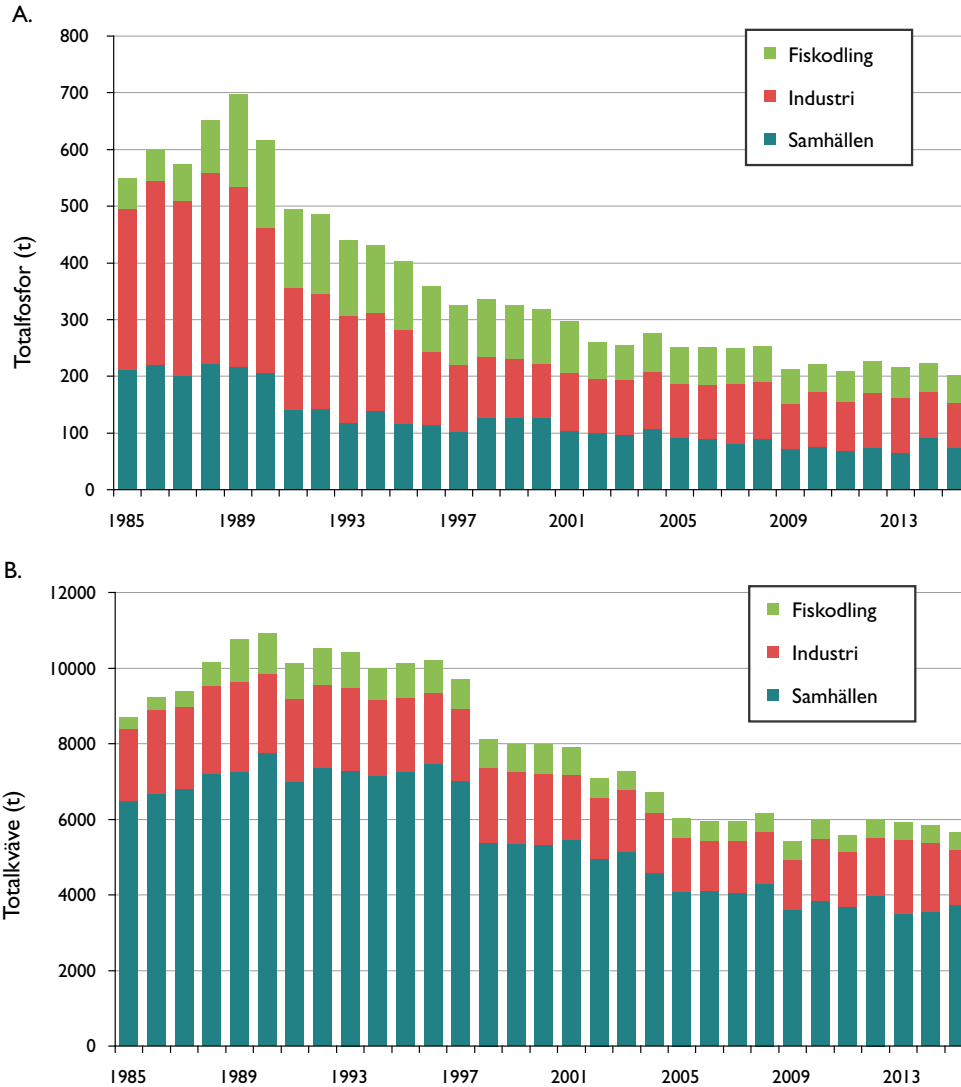 A.
Totalfosfor (t)
800
700
600
500
400
300
200
100
0
Fiskodling
Industri
Samhällen
1985 1989 1993 1997 2001 2005 2009 2013
B.
Totalkväve (t)
12000
10000
8000
6000
4000
2000
0
Fiskodling
Industri
Samhällen
1985 1989 1993 1997 2001 2005 2009 2013